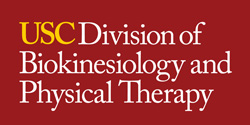 USC Division of
Biokinesiology and
Physical Therapy